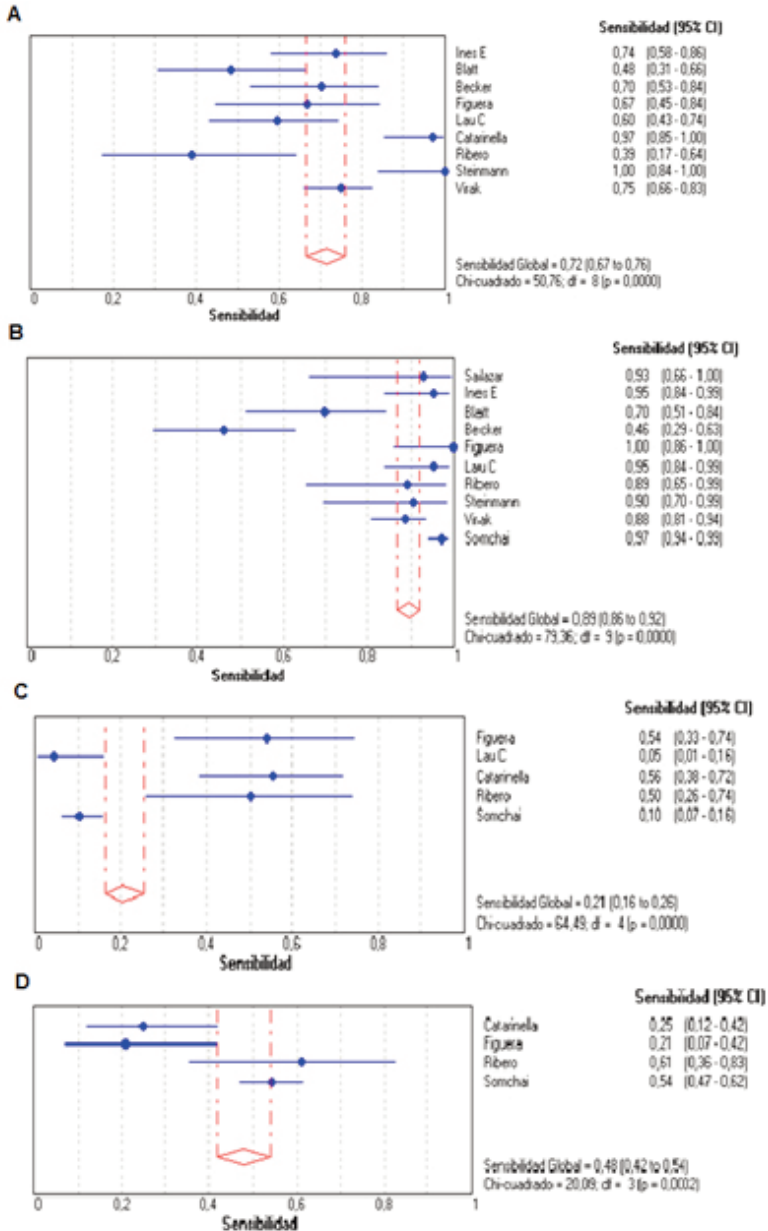 A
Sensibilidad (95% CI)
Ines E 0,74 (0,58 - 0,86)
Blatt 0,48 (0,31 - 0,66)
Becker 0,70 (0,53 - 0,84)
Figuera 0,67 (0,45 - 0,84)
Lau C 0,60 (0,43 - 0,74)
Catarinella 0,97 (0,85 - 1,00)
Ribero 0,39 (0,17 - 0,64)
Steinmann 1,00 (0,84 - 1,00)
Virak 0,75 (0,66 - 0,83)
Sensibilidad Global = 0,72 (0,67 to 0,76)
Chi-cuadrado = 50,76; df = 8 (p = 0,0000)
0 0,2 0,4 0,6 0,8 1
Sensibilidad
B
Sensibilidad (95% CI)
Salazar 0,93 (0,66 - 1,00)
Ines E 0,95 (0,84 - 0,99)
Blatt 0,70 (0,51 - 0,84)
Becker 0,46 (0,29 - 0,63)
Figuera 1,00 (0,86 - 1,00)
Lau C 0,95 (0,84 - 0,99)
Ribero 0,89 (0,65 - 0,99)
Steinmann 0,90 (0,70 - 0,99)
Virak 0,88 (0,81 - 0,94)
Somchai 0,97 (0,94 - 0,99)
Sensibilidad Global = 0,89 (0,86 to 0,92)
Chi-cuadrado = 79,36; df = 9 (p = 0,0000)
0 0,2 0,4 0,6 0,8 1
Sensibilidad
C
Sensibilidad (95% CI)
Figuera 0,54 (0,33 - 0,74)
Lau C 0,05 (0,01 - 0,16)
Catarinella 0,56 (0,38 - 0,72)
Ribero 0,50 (0,26 - 0,74)
Somchai 0,10 (0,07 - 0,16)
Sensibilidad Global = 0,21 (0,16 to 0,26)
Chi-cuadrado = 64,49; df = 4 (p = 0,0000)
0 0,2 0,4 0,6 0,8 1
Sensibilidad
D
Sensibilidad (95% CI)
Catarinella 0,25 (0,12 - 0,42)
Figuera 0,21 (0,07 - 0,42)
Ribero 0,61 (0,36 - 0,83)
Somchai 0,54 (0,47 - 0,62)
Sensibilidad Global = 0,48 (0,42 to 0,54)
Chi-cuadrado = 20,09; df = 3 (p = 0,0002)
0 0,2 0,4 0,6 0,8 1
Sensibilidad